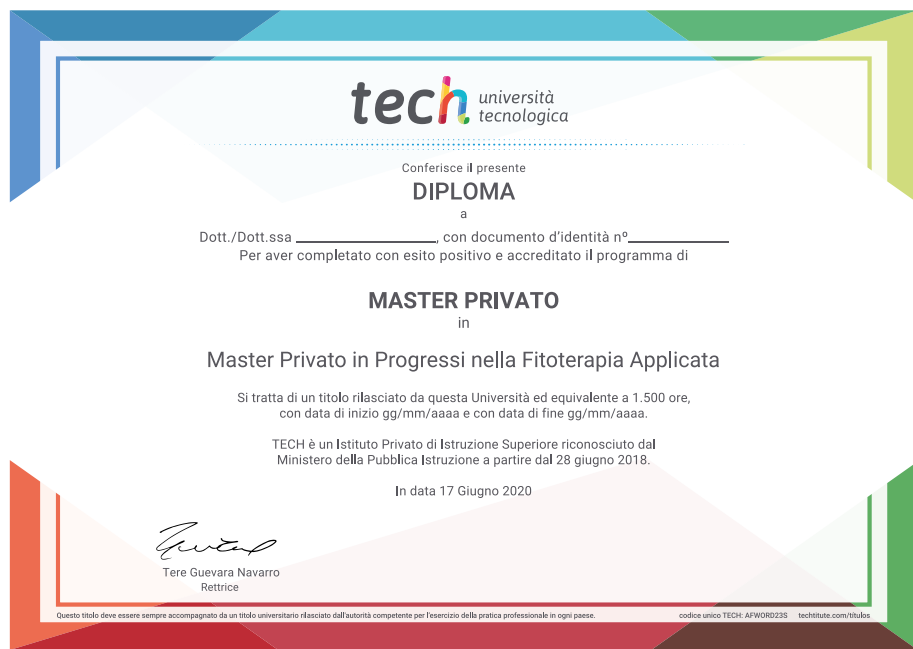 tech università
tecnologica
Conferisce il presente
DIPLOMA
a
Dott./Dott.ssa ________________, con documento d'identità nº____________
Per aver completato con esito positivo e accreditato il programma di
MASTER PRIVATO
in
Master Privato in Progressi nella Fitoterapia Applicata
Si tratta di un titolo rilasciato da questa Università ed equivalente a 1.500 ore,
con data di inizio gg/mm/aaaa e con data di fine gg/mm/aaaa.
TECH è un Istituto Privato di Istruzione Superiore riconosciuto dal
Ministero della Pubblica Istruzione a partire dal 28 giugno 2018.
In data 17 Giugno 2020
Tere Guevara Navarro
Rettrice
Questo titolo deve essere sempre accompagnato da un titolo universitario rilasciato dall'autorità competente per l'esercizio della pratica professionale in ogni paese. codice unico TECH: AFWORD23S techtitute.com/titulos